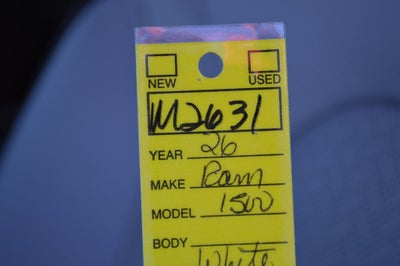 NEW USED
M2631
YEAR 26
MAKE Ram
MODEL 1500
BODY
White